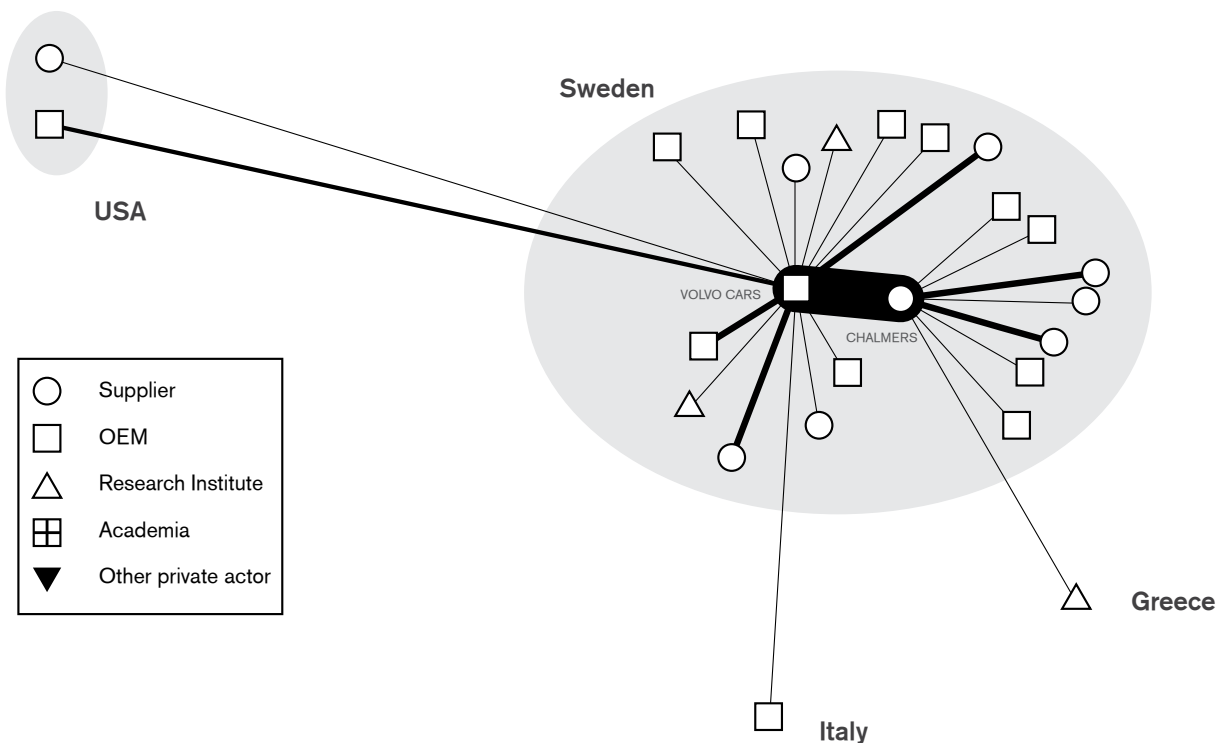 Sweden
USA
VOLVO CARS
CHALMERS
Supplier
OEM
Research Institute
Academia
Other private actor
Greece
Italy